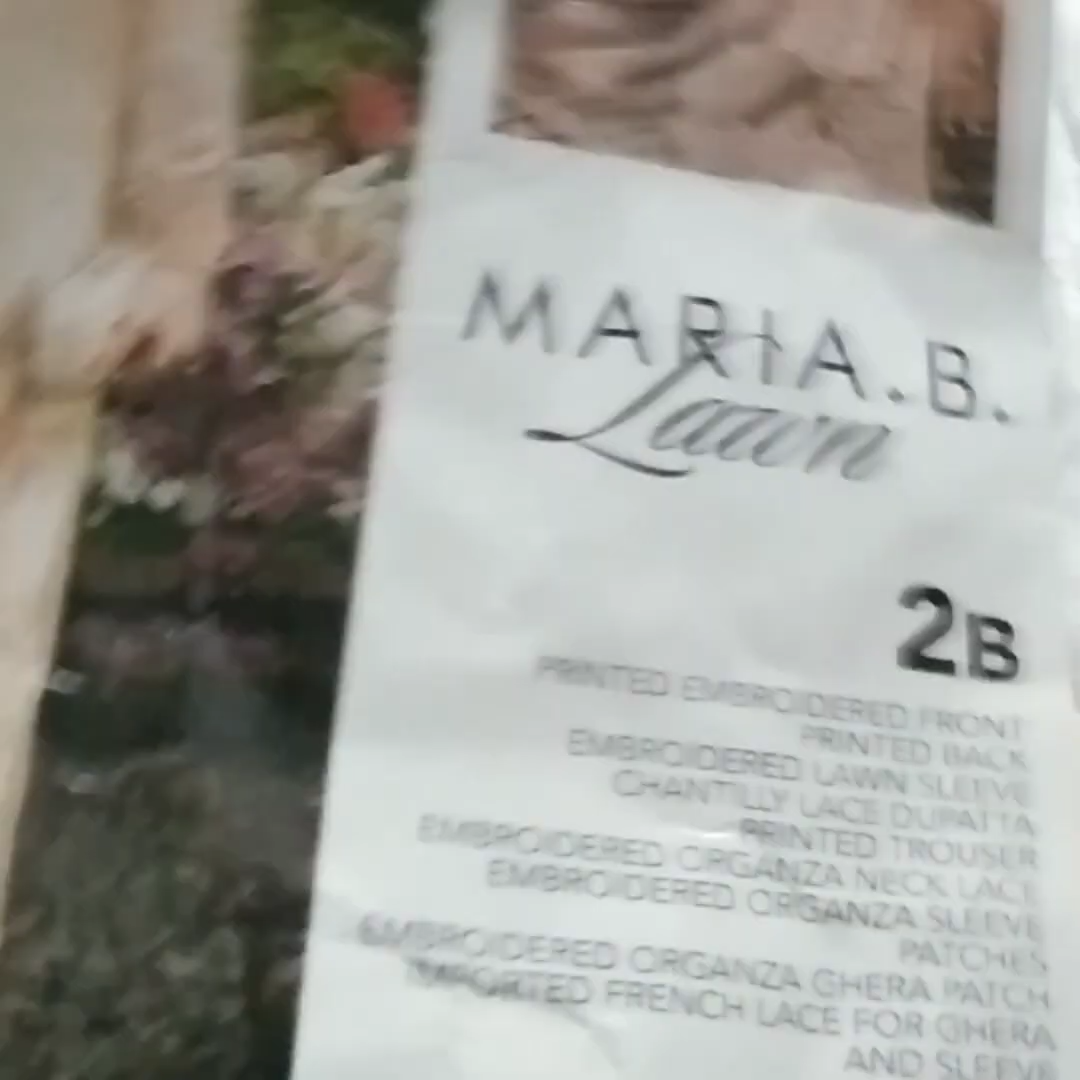 MARIA.B.
Lawn
2B
PRINTED EMBROIDERED FRONT
PRINTED BACK
EMBROIDERED LAWN SLEEVE
CHANTILLY LACE DUPATTA
PRINTED TROUSER
EMBROIDERED ORGANZA NECK LACE
EMBROIDERED ORGANZA SLEEVE
PATCHES
EMBROIDERED ORGANZA GHERA PATCH
IMPORTED FRENCH LACE FOR GHERA
AND SLEEVE